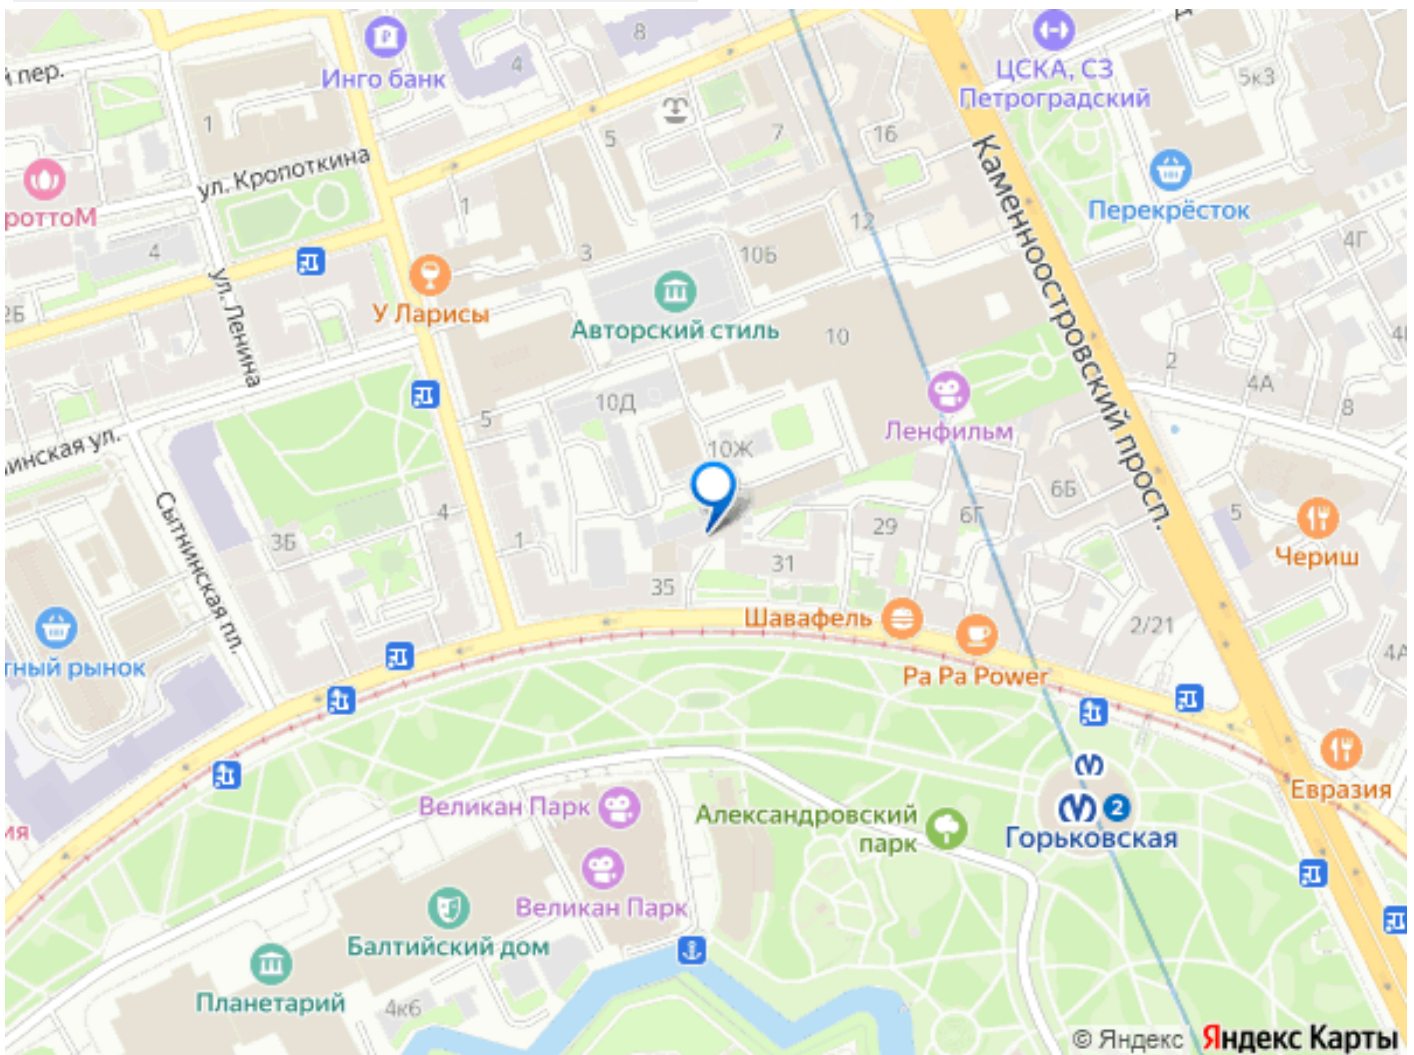 8
Инго банк
4
ЦСКА, СЗ
Петроградский
5к3
пер.
1
5
7
16
ул. Кропоткина
Каменноостровский просп.
Перекрёсток
роттоМ
1
12
4
3
10Б
4Г
У Ларисы
ул. Ленина
2Б
Авторский стиль
10
2
4А
8
10Д
5
Ленфильм
инская ул.
10Ж
6Б
Сытнинская пл.
3Б
4
1
29
6Г
5
Чериш
31
35
Шавафель
2/21
тный рынок
Pa Pa Power
4А
Великан Парк
Александровский
парк
2
Горьковская
Евразия
ия
Великан Парк
Балтийский дом
Планетарий
4к6
© Яндекс Яндекс Карты